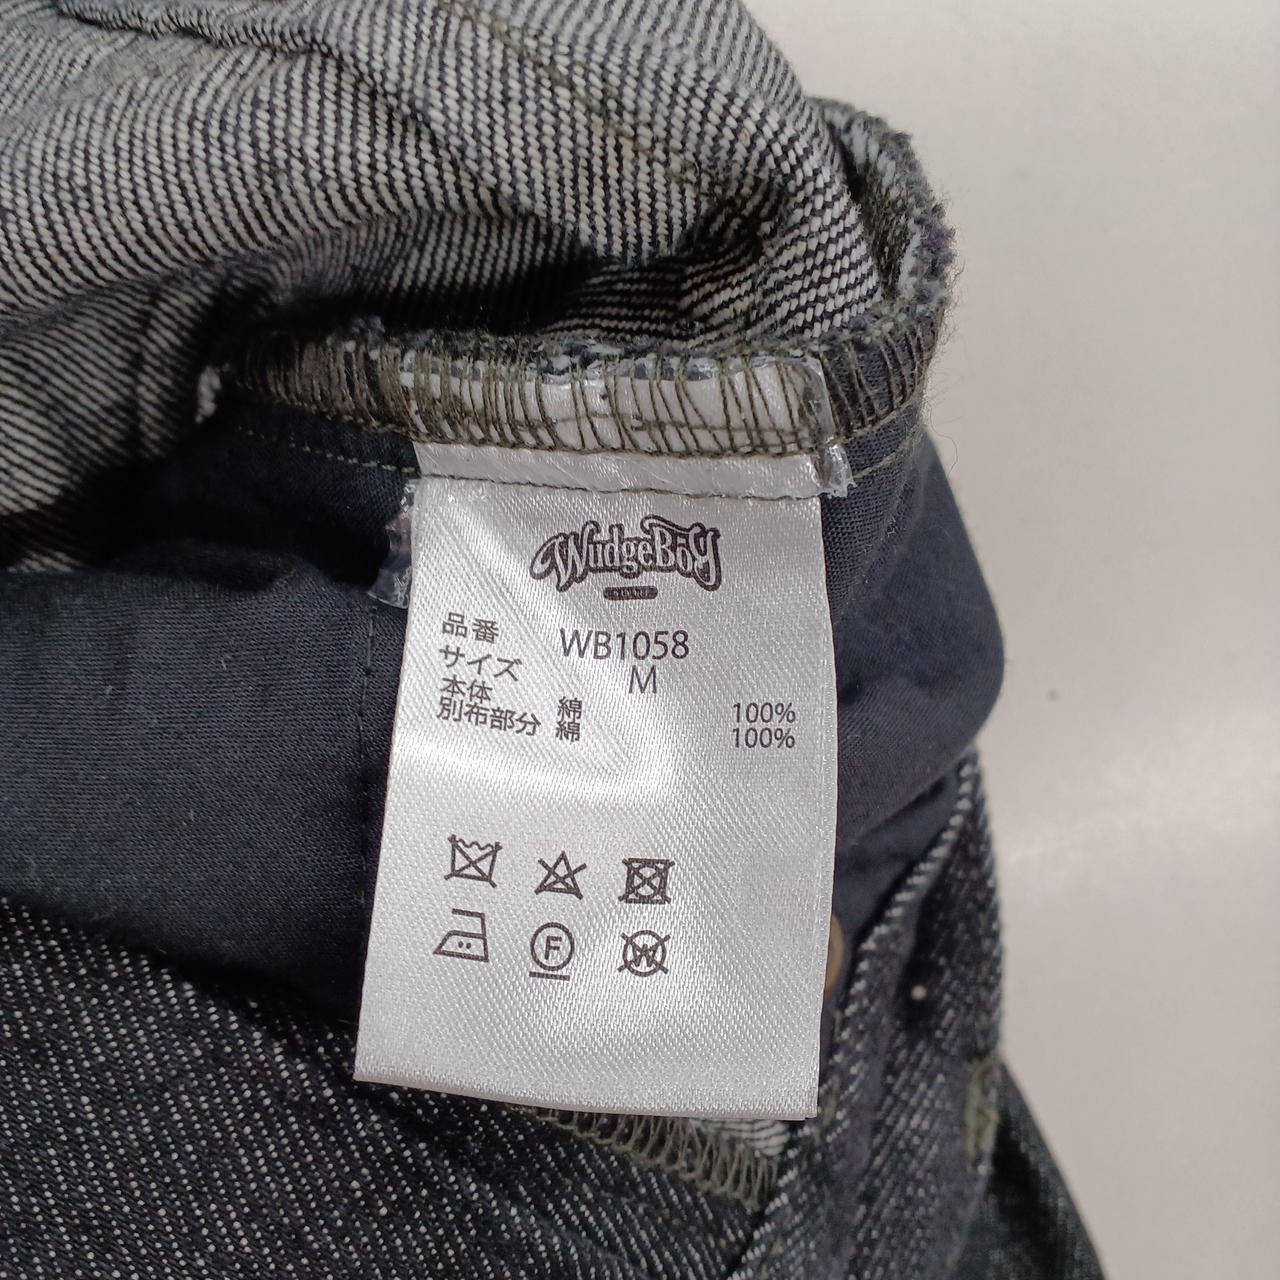 WudgeBoy
品番 WB1058
サイズ M
本体 綿 100%
別布部分 綿 100%
F
W